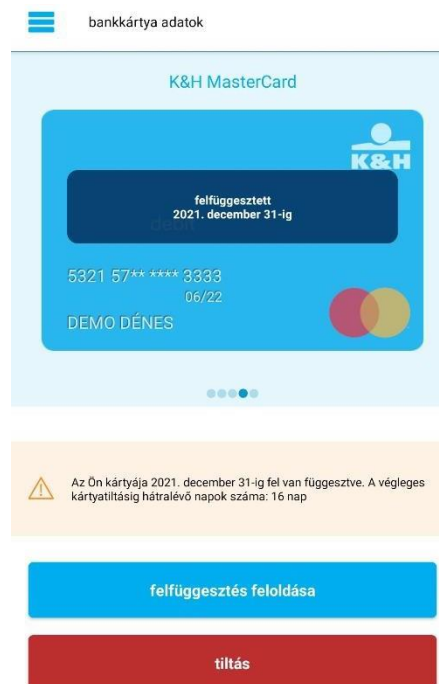 bankkártya adatok
K&H MasterCard
K&H
felfüggesztett
2021. december 31-ig
debit
5321 57** **** 3333
06/22
DEMO DÉNES
Az Ön kártyája 2021. december 31-ig fel van függesztve. A végleges
kártyatiltásig hátralévő napok száma: 16 nap
felfüggesztés feloldása
tiltás